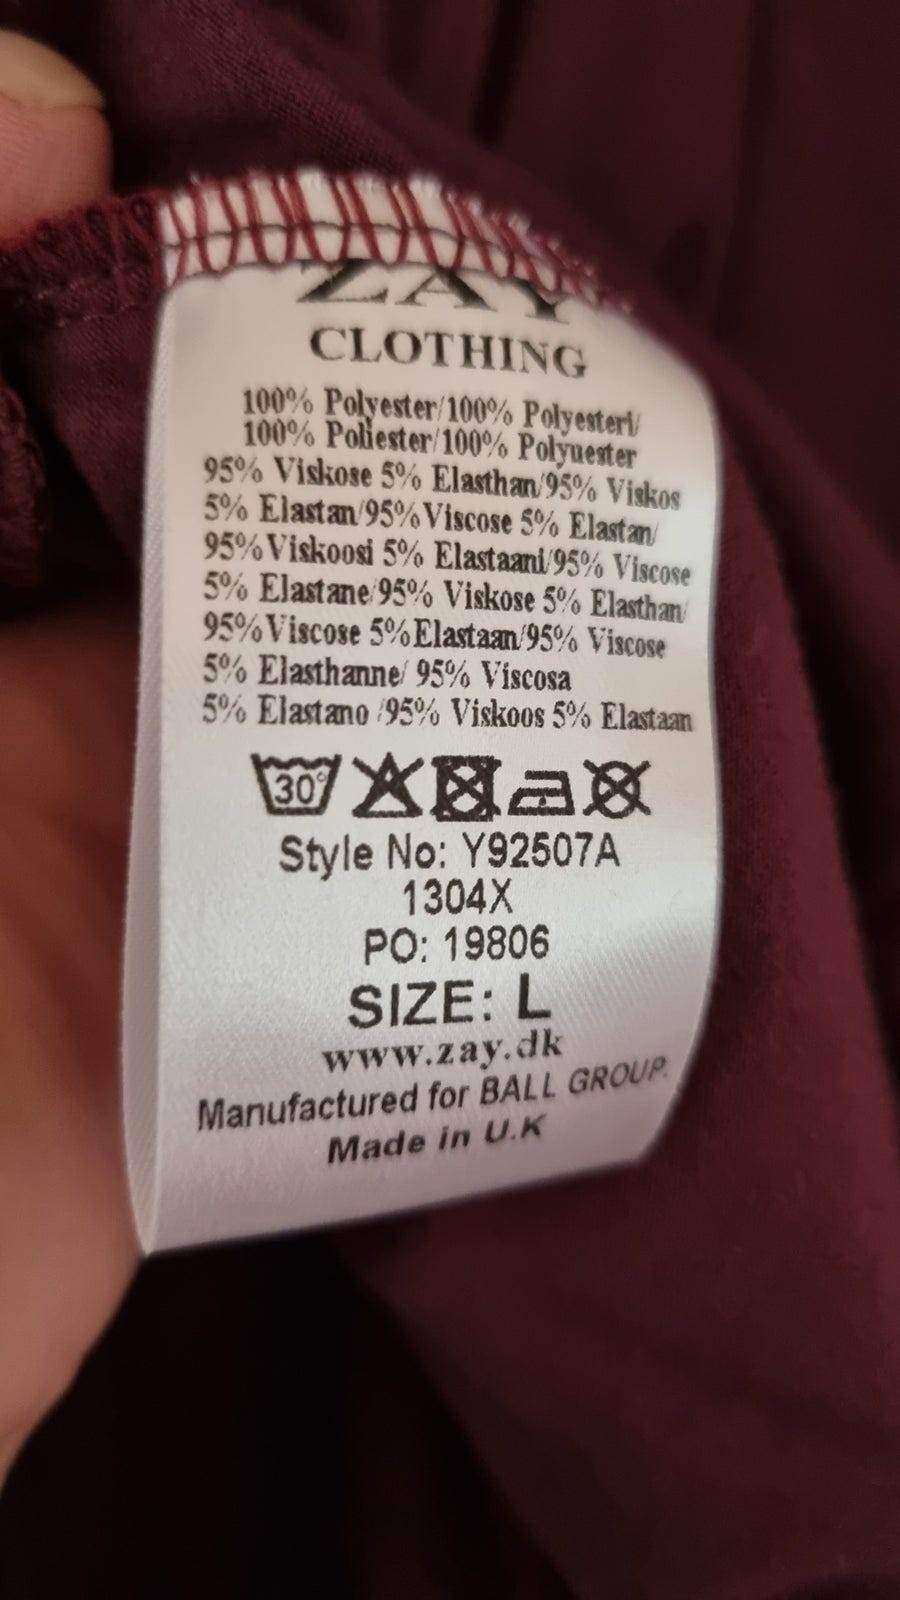 ZAY
CLOTHING
100% Polyester/100% Polyesteri/
100% Poliester/100% Polyuester
95% Viskose 5% Elasthan/95% Viskos
5% Elastan/95%Viscose 5% Elastan/
95%Viskoosi 5% Elastaani/95% Viscose
5% Elastane/95% Viskose 5% Elasthan/
95%Viscose 5%Elastaan/95% Viscose
5% Elasthanne/ 95% Viscosa
5% Elastano /95% Viskoos 5% Elastaan
30°
Style No: Y92507A
1304X
PO: 19806
SIZE: L
www.zay.dk
Manufactured for BALL GROUP.
Made in U.K